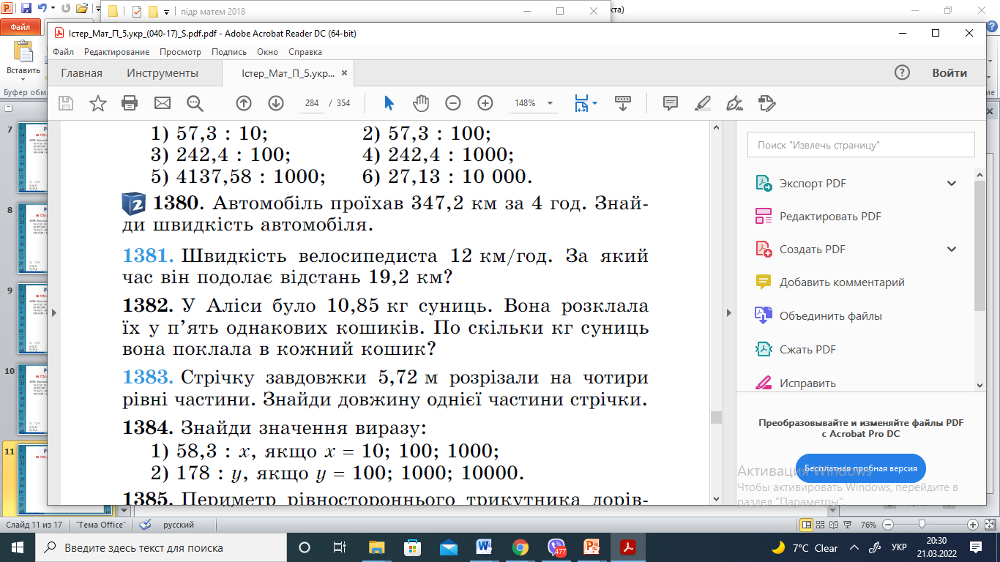 підр матем 2018
кта)
Файл
Вставить
Буфер обм.
Істер_Мат_П_5.укр_(040-17)_S.pdf.pdf - Adobe Acrobat Reader DC (64-bit)
Файл Редактирование Просмотр Подпись Окно Справка
Главная Инструменты Істер_Мат_П_5.укр... Войти
284 / 354 148%
1) 57,3 : 10; 2) 57,3 : 100;
3) 242,4 : 100; 4) 242,4 : 1000;
5) 4137,58 : 1000; 6) 27,13 : 10 000.
2 1380. Автомобіль проїхав 347,2 км за 4 год. Знай-
ди швидкість автомобіля.
1381. Швидкість велосипедиста 12 км/год. За який
час він подолає відстань 19,2 км?
1382. У Аліси було 10,85 кг суниць. Вона розклала
їх у п’ять однакових кошиків. По скільки кг суниць
вона поклала в кожний кошик?
1383. Стрічку завдовжки 5,72 м розрізали на чотири
рівні частини. Знайди довжину однієї частини стрічки.
1384. Знайди значення виразу:
1) 58,3 : x, якщо x = 10; 100; 1000;
2) 178 : y, якщо y = 100; 1000; 10000.
1385. Периметр рівностороннього трикутника дорів-
Поиск "Извлечь страницу"
Экспорт PDF
Редактировать PDF
Создать PDF
Добавить комментарий
Объединить файлы
Сжать PDF
Исправить
Преобразовывайте и изменяйте файлы PDF
с Acrobat Pro DC
Бесплатная пробная версия
Активация Windows
Чтобы активировать Windows, перейдите в
раздел "Параметры".
7
8
9
10
11
Слайд 11 из 17 "Тема Office" русский 76%
Введите здесь текст для поиска
477
7°C Clear УКР
20:30
21.03.2022